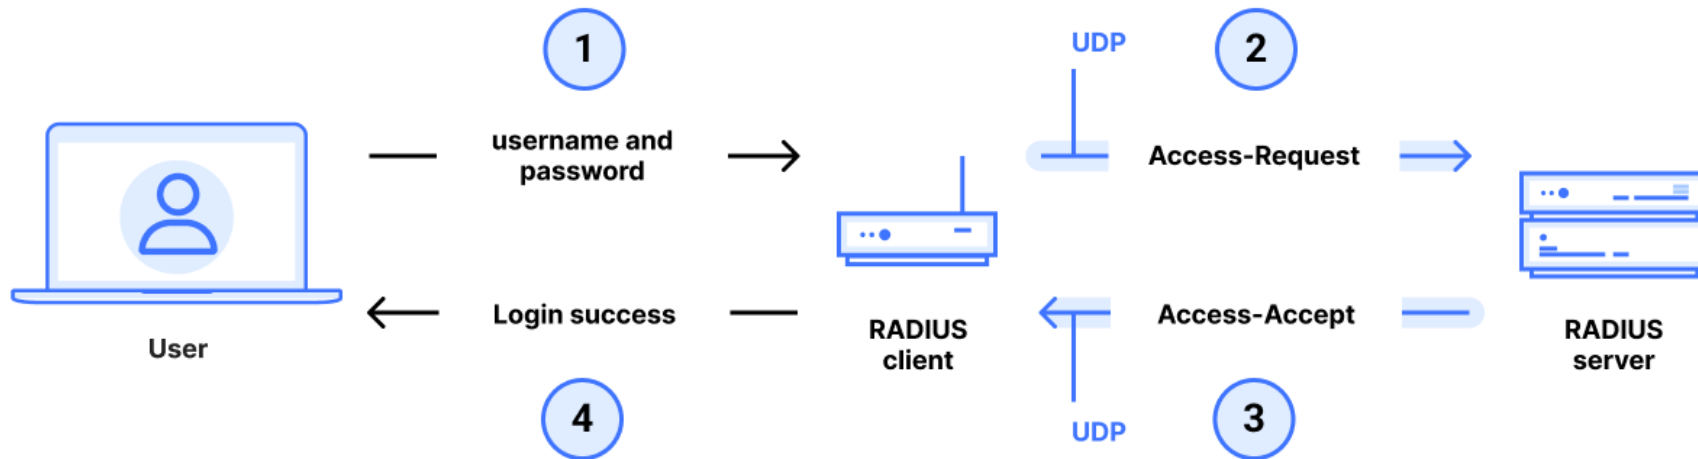 1
UDP
2
username and
password
Access-Request
Login success
Access-Accept
User
RADIUS
client
RADIUS
server
4
UDP
3